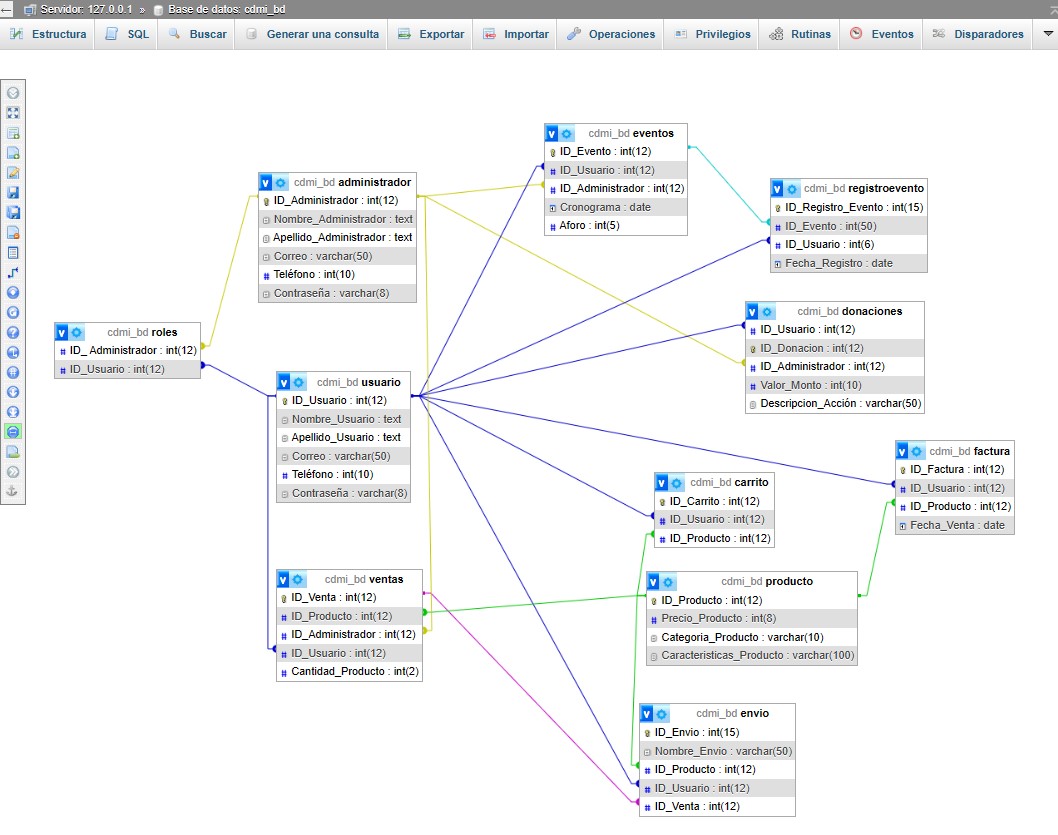 Servidor: 127.0.0.1 » Base de datos: cdmi_bd
Estructura SQL Buscar Generar una consulta Exportar Importar Operaciones Privilegios Rutinas Eventos Disparadores
v cdmi_bd eventos
ID_Evento : int(12)
ID_Usuario : int(12)
ID_Administrador : int(12)
Cronograma : date
Aforo : int(5)
v cdmi_bd administrador
ID_Administrador : int(12)
Nombre_Administrador : text
Apellido_Administrador : text
Correo : varchar(50)
Teléfono : int(10)
Contraseña : varchar(8)
v cdmi_bd registroevento
ID_Registro_Evento : int(15)
ID_Evento : int(50)
ID_Usuario : int(6)
Fecha_Registro : date
v cdmi_bd donaciones
ID_Usuario : int(12)
ID_Donacion : int(12)
ID_Administrador : int(12)
Valor_Monto : int(10)
Descripcion_Acción : varchar(50)
v cdmi_bd roles
ID_ Administrador : int(12)
ID_Usuario : int(12)
v cdmi_bd usuario
ID_Usuario : int(12)
Nombre_Usuario : text
Apellido_Usuario : text
Correo : varchar(50)
Teléfono : int(10)
Contraseña : varchar(8)
v cdmi_bd factura
ID_Factura : int(12)
ID_Usuario : int(12)
ID_Producto : int(12)
Fecha_Venta : date
v cdmi_bd carrito
ID_Carrito : int(12)
ID_Usuario : int(12)
ID_Producto : int(12)
v cdmi_bd ventas
ID_Venta : int(12)
ID_Producto : int(12)
ID_Administrador : int(12)
ID_Usuario : int(12)
Cantidad_Producto : int(2)
v cdmi_bd producto
ID_Producto : int(12)
Precio_Producto : int(8)
Categoria_Producto : varchar(10)
Caracteristicas_Producto : varchar(100)
v cdmi_bd envio
ID_Envio : int(15)
Nombre_Envio : varchar(50)
ID_Producto : int(12)
ID_Usuario : int(12)
ID_Venta : int(12)